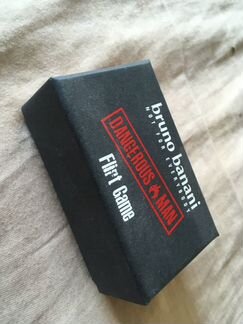 bruno banani
NOT FOR EVERYBODY
DANGEROUS MAN
Flirt Game